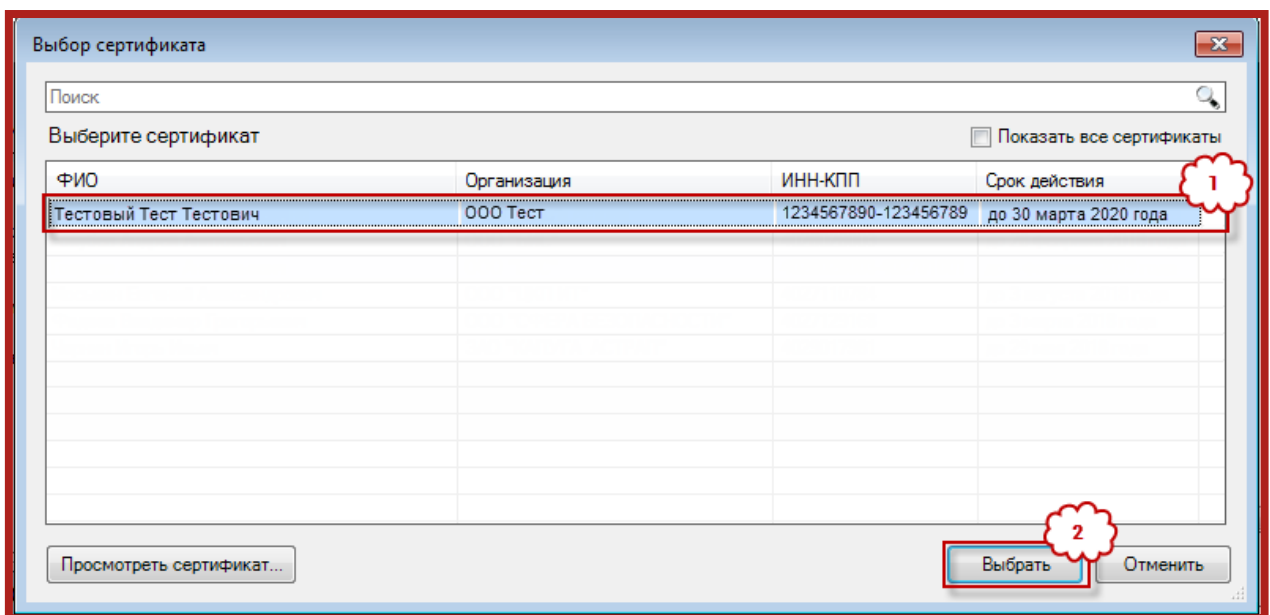 Выбор сертификата
Поиск
Выберите сертификат Показать все сертификаты
ФИО Организация ИНН-КПП Срок действия
1
Тестовый Тест Тестович ООО Тест 1234567890-123456789 до 30 марта 2020 года
2
Просмотреть сертификат... Выбрать Отменить